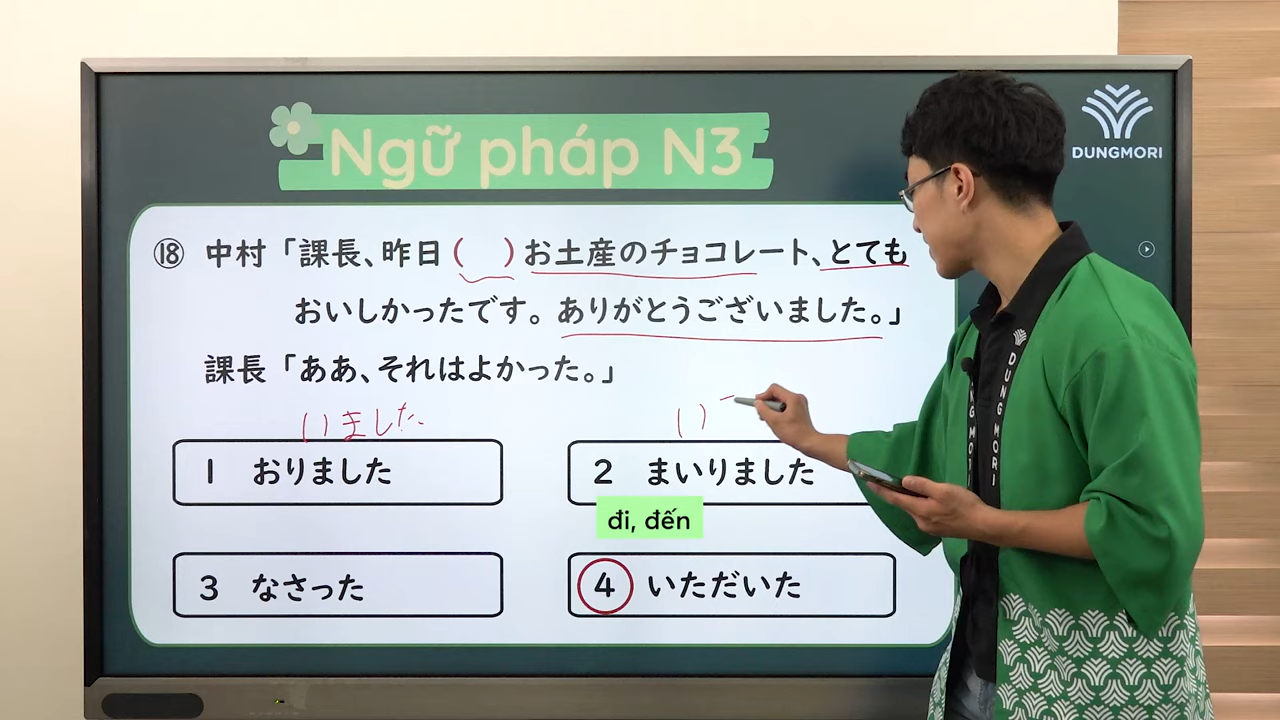 Ngữ pháp N3
DUNGMORI
⑱ 中村「課長、昨日( )お土産のチョコレート、とても
おいしかったです。ありがとうございました。」
課長「ああ、それはよかった。」
いました
い
1 おりました
2 まいりました
đi, đến
3 なさった
4 いただいた
DUNG MORI
NG MORI